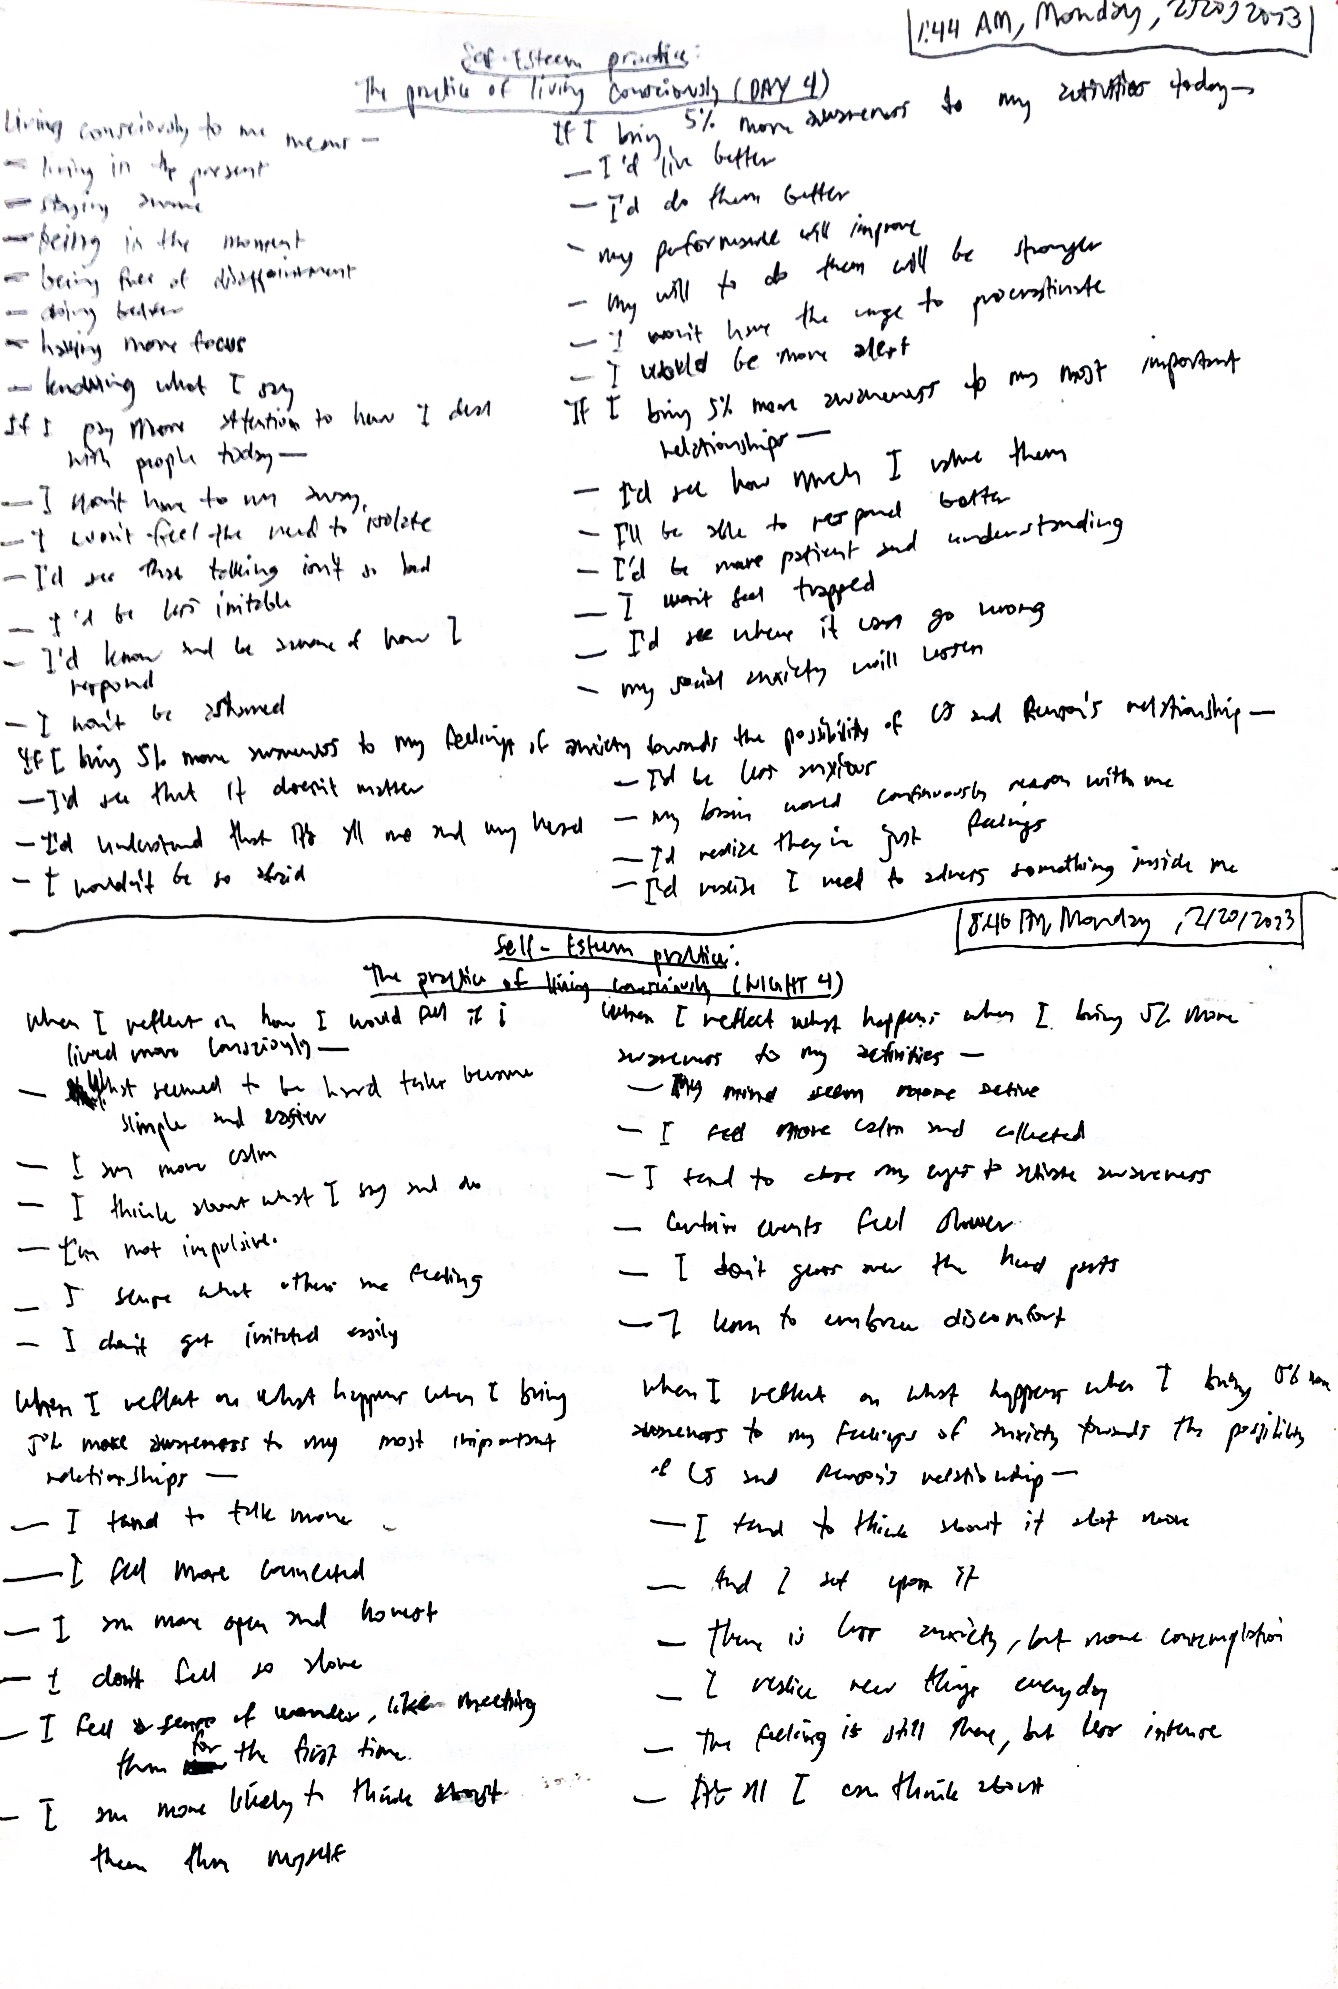 1:44 AM, Monday, 2/20/2023
Self-Esteem practice:
The practice of living consciously (DAY 4)
Living consciously to me means —
— living in the present
— staying aware
— being in the moment
— being free of disappointment
— doing better
— having more focus
— knowing what I say
If I pay more attention to how I deal
with people today —
— I won't have to run away.
— I won't feel the need to isolate
— I'd see that talking isn't so bad
— I'd be less irritable
— I'd know and be aware of how I
respond
— I won't be ashamed
If I bring 5% more awareness to my activities today —
— I'd live better
— I'd do them better
— my performance will improve
— my will to do them will be stronger
— I won't have the urge to procrastinate
— I would be more alert
If I bring 5% more awareness to my most important
relationships —
— I'd see how much I value them
— I'll be able to respond better
— I'd be more patient and understanding
— I won't feel trapped
— I'd see where it can go wrong
— my social anxiety will lessen
If I bring 5% more awareness to my feelings of anxiety towards the possibility of CJ and relationship —
— I'd see that it doesn't matter
— I'd understand that it's all me and my head
— I wouldn't be so afraid
— I'd be less anxious
— my brain would continuously reason with me
— I'd realize they're just feelings
— I'd realize I need to address something inside me
8:40 PM, Monday, 2/20/2023
Self-Esteem practice:
The practice of living consciously (NIGHT 4)
When I reflect on how I would feel if i
lived more consciously —
— What seemed to be hard tasks become
simple and easier
— I am more calm
— I think about what I say and do
— I'm not impulsive.
— I sense what others are feeling
— I don't get irritated easily
When I reflect what happens when I bring 5% more
awareness to my activities —
— My mind seem more active
— I feel more calm and collected
— I tend to close my eyes to activate awareness
— Certain events feel slower
— I don't gloss over the hard parts
— I learn to embrace discomfort
When I reflect on what happens when I bring
5% more awareness to my most important
relationships —
— I tend to talk more
— I feel more connected
— I am more open and honest
— I don't feel so alone
— I feel a sense of wonder, like meeting
them for the first time.
— I am more likely to think about
them than myself
When I reflect on what happens when I bring 5% more
awareness to my feelings of anxiety towards the possibility
of CJ and relationship —
— I tend to think about it alot more
— And I act upon it
— there is less anxiety, but more contemplation
— I realize new things everyday
— the feeling is still there, but less intense
— It's all I can think about